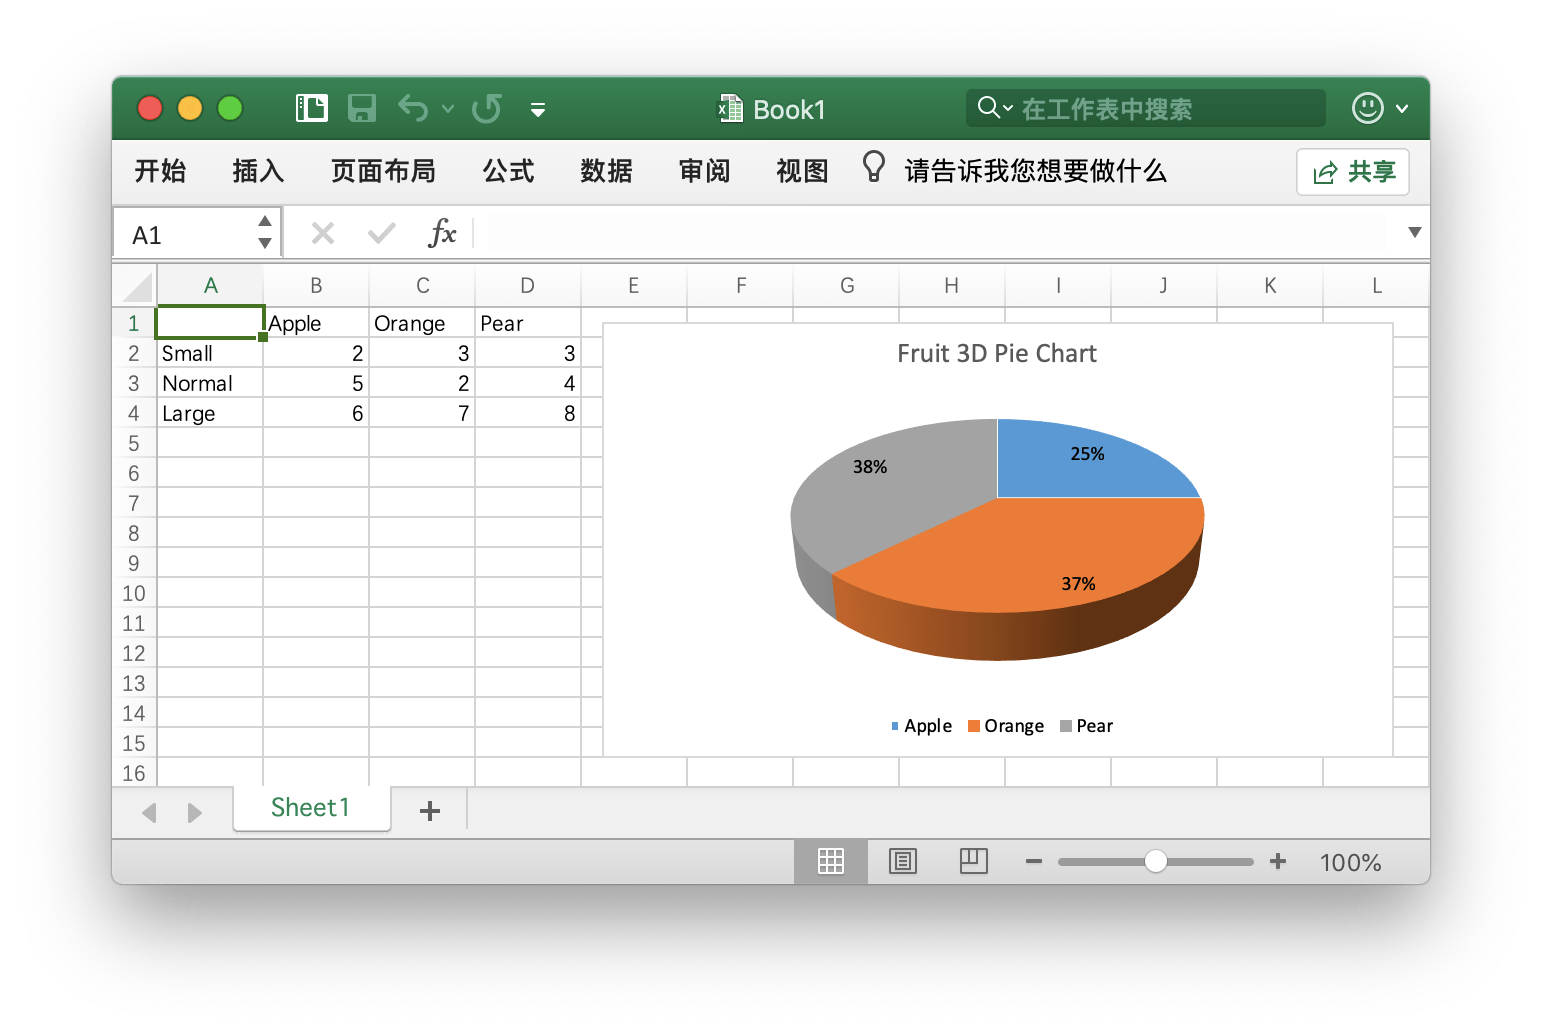 Book1
在工作表中搜索
开始 插入 页面布局 公式 数据 审阅 视图 请告诉我您想要做什么 共享
A1 fx
A B C D E F G H I J K L
1 Apple Orange Pear
2 Small 2 3 3
3 Normal 5 2 4
4 Large 6 7 8
5
6
7
8
9
10
11
12
13
14
15
16
Fruit 3D Pie Chart
25%
38%
37%
Apple Orange Pear
Sheet1
100%